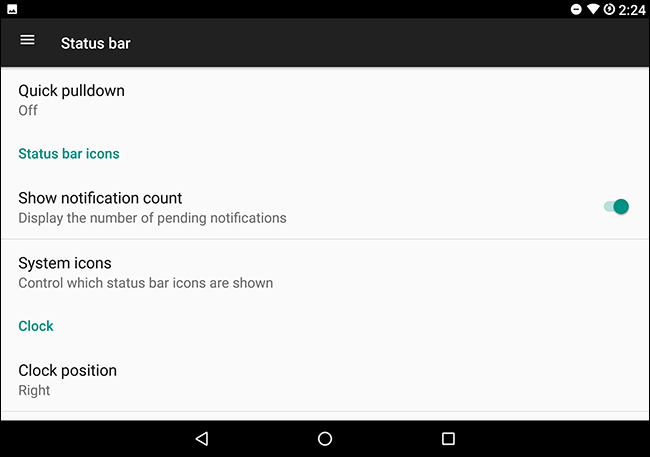 2:24
Status bar
Quick pulldown
Off
Status bar icons
Show notification count
Display the number of pending notifications
System icons
Control which status bar icons are shown
Clock
Clock position
Right